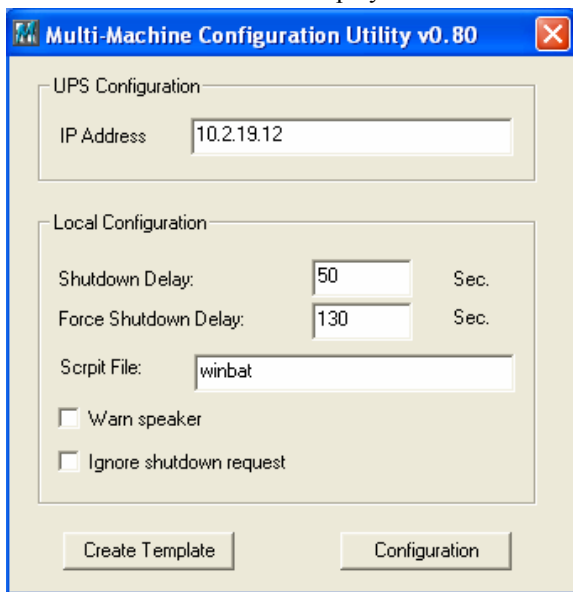 Multi-Machine Configuration Utility v0.80
UPS Configuration
IP Address 10.2.19.12
Local Configuration
Shutdown Delay: 50 Sec.
Force Shutdown Delay: 130 Sec.
Scrpit File: winbat
Warn speaker
Ignore shutdown request
Create Template Configuration